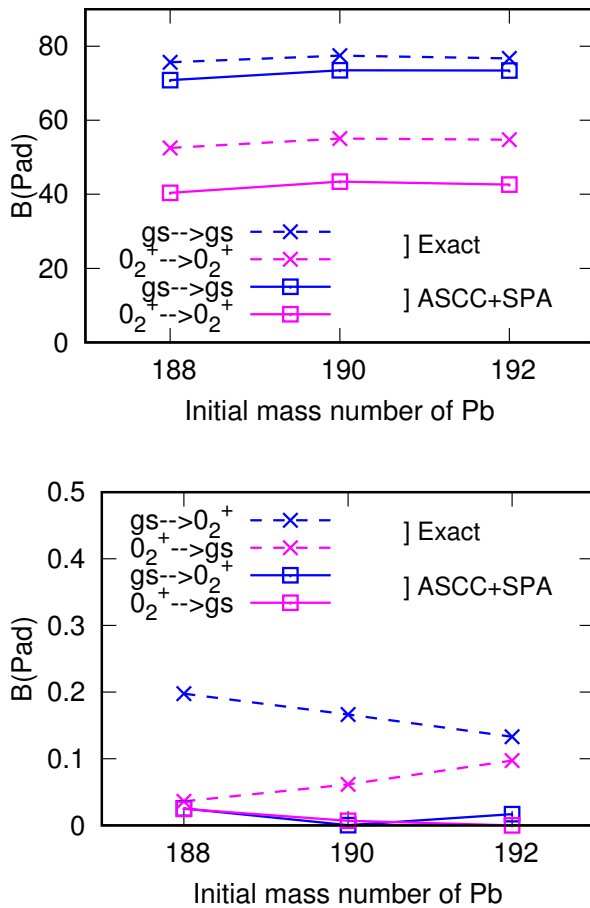 80
60
40
20
0
B(Pad)
gs-->gs
0₂⁺-->0₂⁺
] Exact
gs-->gs
0₂⁺-->0₂⁺
] ASCC+SPA
188 190 192
Initial mass number of Pb
0.5
0.4
0.3
0.2
0.1
0
B(Pad)
gs-->0₂⁺
0₂⁺-->gs
] Exact
gs-->0₂⁺
0₂⁺-->gs
] ASCC+SPA
188 190 192
Initial mass number of Pb